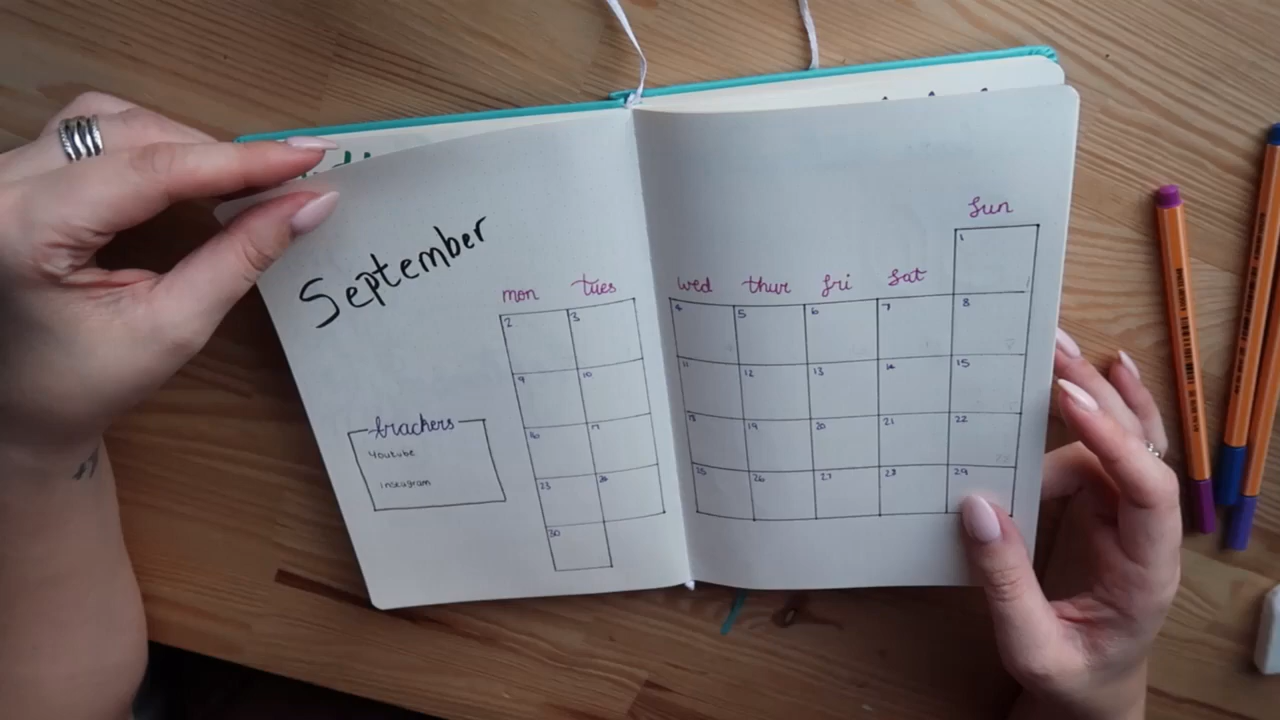 September
mon tues wed thur fri sat sun
1
2 3 4 5 6 7 8
9 10 11 12 13 14 15
16 17 18 19 20 21 22
23 24 25 26 27 28 29
30
trackers
Youtube
Instagram